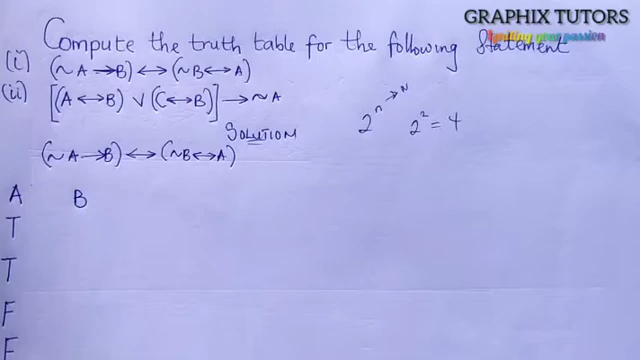 GRAPHIX TUTORS
Igniting your passion
Compute the truth table for the following statement
(i) (~A→B)↔(~B↔A)
(ii) [(A↔B) ∨ (C↔B)]→~A
2ⁿ → N 2² = 4
SOLUTION
(~A→B)↔(~B↔A)
A B
T
T
F
F